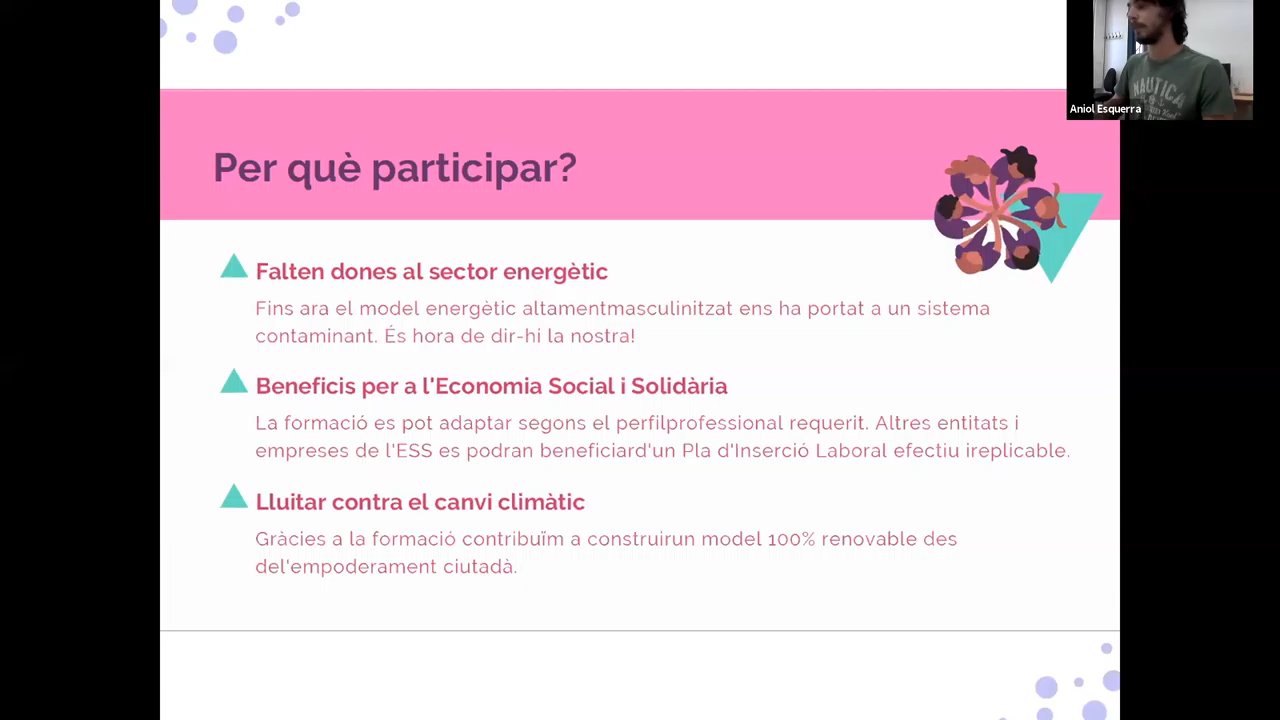 Per què participar?
Falten dones al sector energètic
Fins ara el model energètic altamentmasculinitzat ens ha portat a un sistema
contaminant. És hora de dir-hi la nostra!
Beneficis per a l'Economia Social i Solidària
La formació es pot adaptar segons el perfilprofessional requerit. Altres entitats i
empreses de l'ESS es podran beneficiard'un Pla d'Inserció Laboral efectiu ireplicable.
Lluitar contra el canvi climàtic
Gràcies a la formació contribuïm a construirun model 100% renovable des
del'empoderament ciutadà.
NAUTICA
Aniol Esquerra